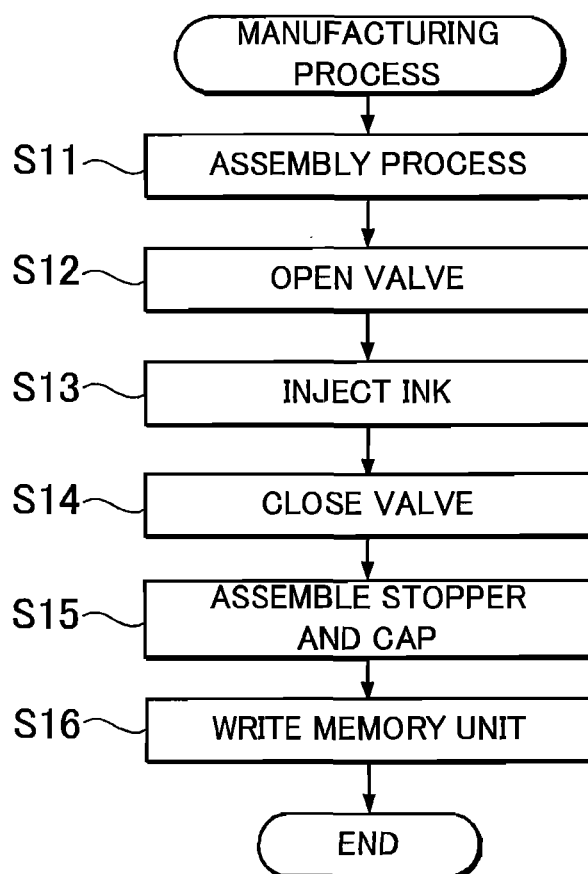 MANUFACTURING
PROCESS
S11 ASSEMBLY PROCESS
S12 OPEN VALVE
S13 INJECT INK
S14 CLOSE VALVE
S15 ASSEMBLE STOPPER
AND CAP
S16 WRITE MEMORY UNIT
END